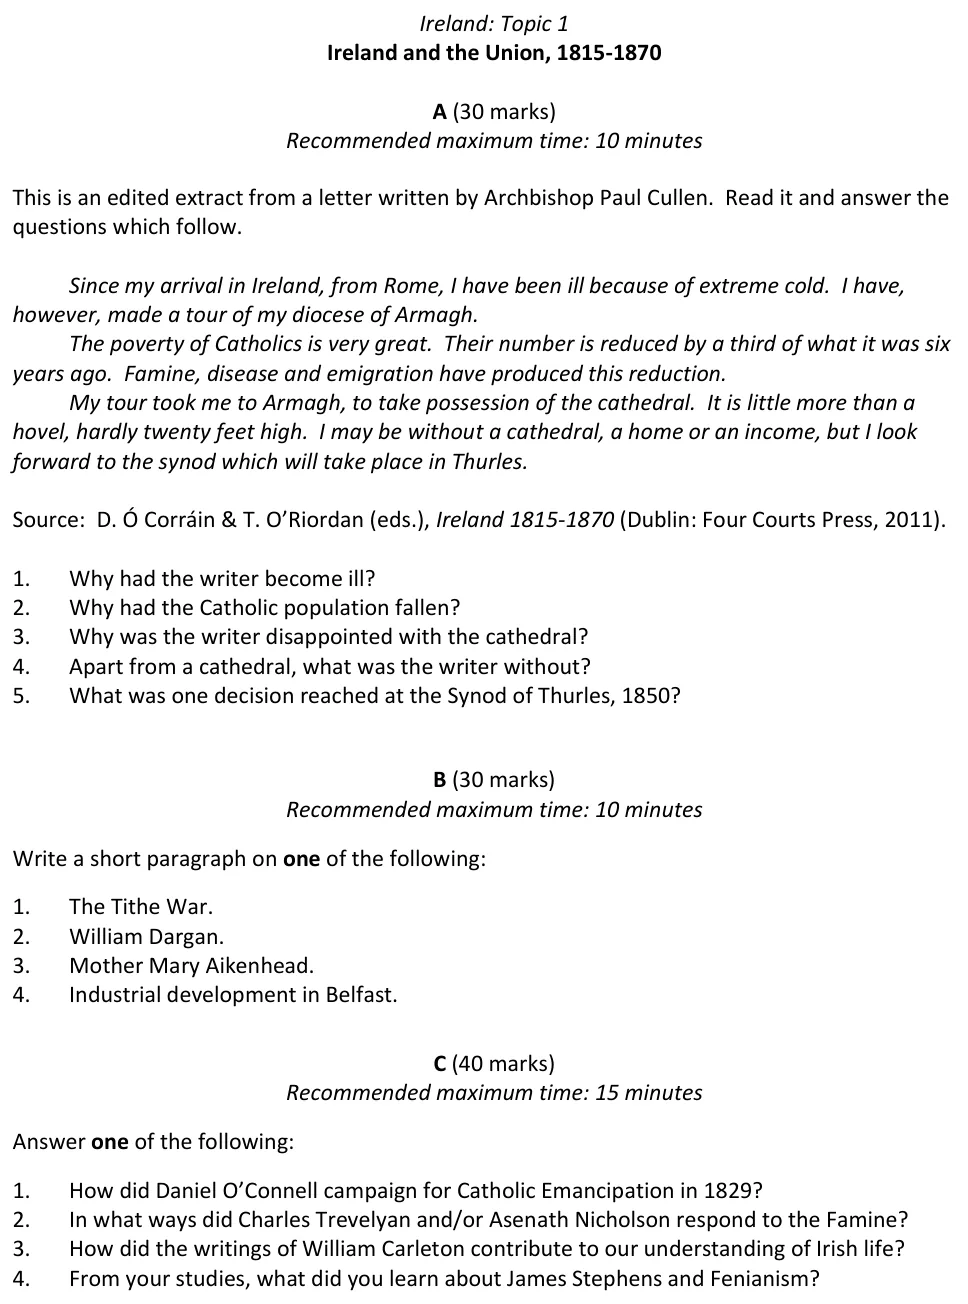 Ireland: Topic 1
Ireland and the Union, 1815-1870
A (30 marks)
Recommended maximum time: 10 minutes
This is an edited extract from a letter written by Archbishop Paul Cullen. Read it and answer the
questions which follow.
Since my arrival in Ireland, from Rome, I have been ill because of extreme cold. I have,
however, made a tour of my diocese of Armagh.
The poverty of Catholics is very great. Their number is reduced by a third of what it was six
years ago. Famine, disease and emigration have produced this reduction.
My tour took me to Armagh, to take possession of the cathedral. It is little more than a
hovel, hardly twenty feet high. I may be without a cathedral, a home or an income, but I look
forward to the synod which will take place in Thurles.
Source: D. Ó Corráin & T. O’Riordan (eds.), Ireland 1815-1870 (Dublin: Four Courts Press, 2011).
1. Why had the writer become ill?
2. Why had the Catholic population fallen?
3. Why was the writer disappointed with the cathedral?
4. Apart from a cathedral, what was the writer without?
5. What was one decision reached at the Synod of Thurles, 1850?
B (30 marks)
Recommended maximum time: 10 minutes
Write a short paragraph on one of the following:
1. The Tithe War.
2. William Dargan.
3. Mother Mary Aikenhead.
4. Industrial development in Belfast.
C (40 marks)
Recommended maximum time: 15 minutes
Answer one of the following:
1. How did Daniel O’Connell campaign for Catholic Emancipation in 1829?
2. In what ways did Charles Trevelyan and/or Asenath Nicholson respond to the Famine?
3. How did the writings of William Carleton contribute to our understanding of Irish life?
4. From your studies, what did you learn about James Stephens and Fenianism?